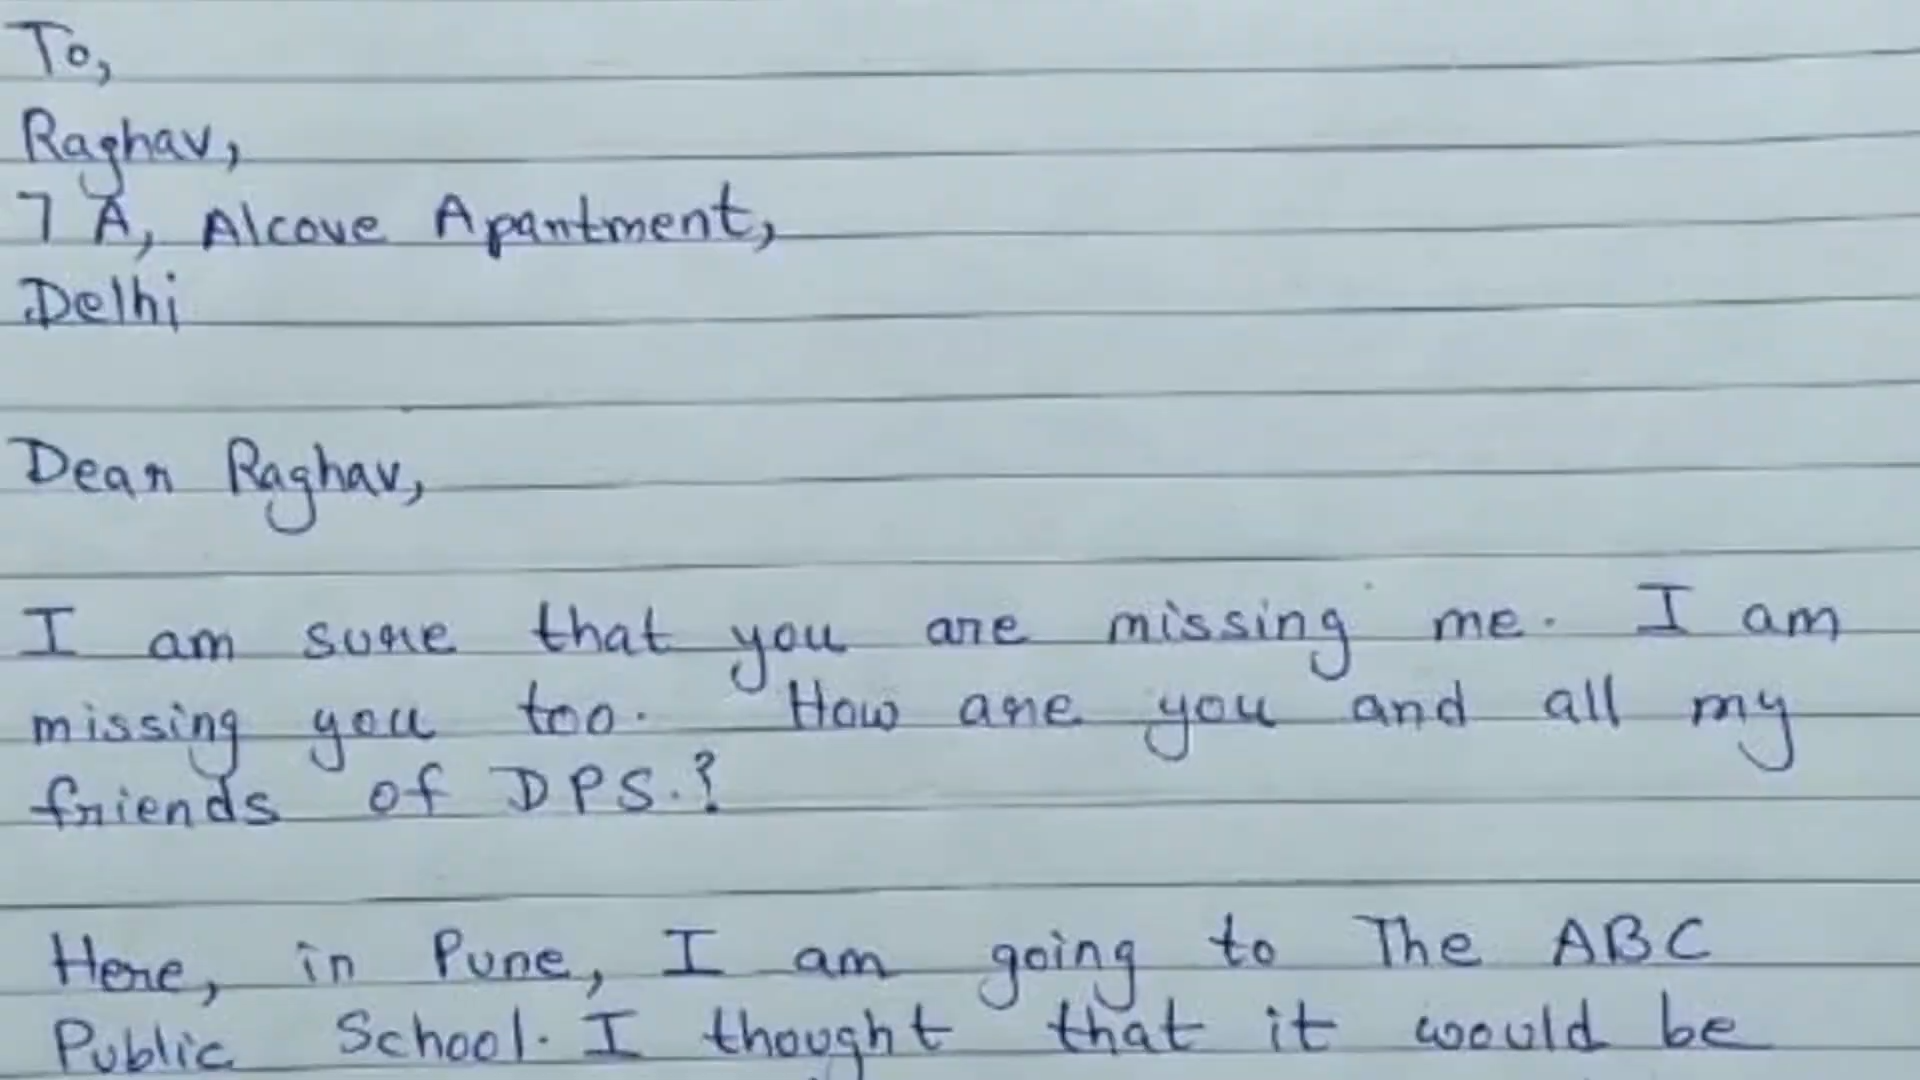 To,
Raghav,
7 A, Alcove Apartment,
Delhi
Dear Raghav,
I am sure that you are missing me. I am
missing you too. How are you and all my
friends of DPS.?
Here, in Pune, I am going to The ABC
Public School. I thought that it would be